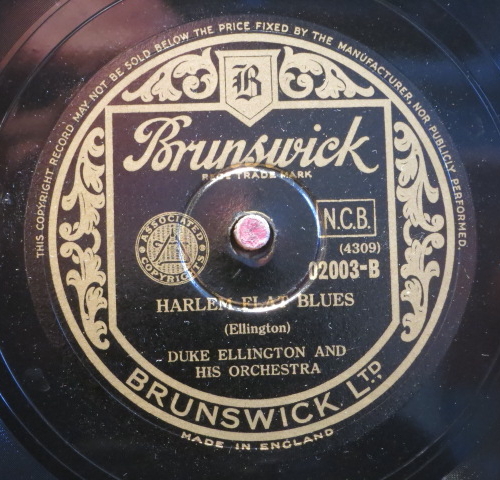 THIS COPYRIGHT RECORD MAY NOT BE SOLD BELOW THE PRICE FIXED BY THE MANUFACTURER, NOR PUBLICLY PERFORMED.
B
Brunswick
REGD TRADE MARK
ASSOCIATED
COPYRIGHTS
N.C.B.
(4309)
02003-B
HARLEM FLAT BLUES
(Ellington)
DUKE ELLINGTON AND
HIS ORCHESTRA
BRUNSWICK LTD
MADE IN ENGLAND